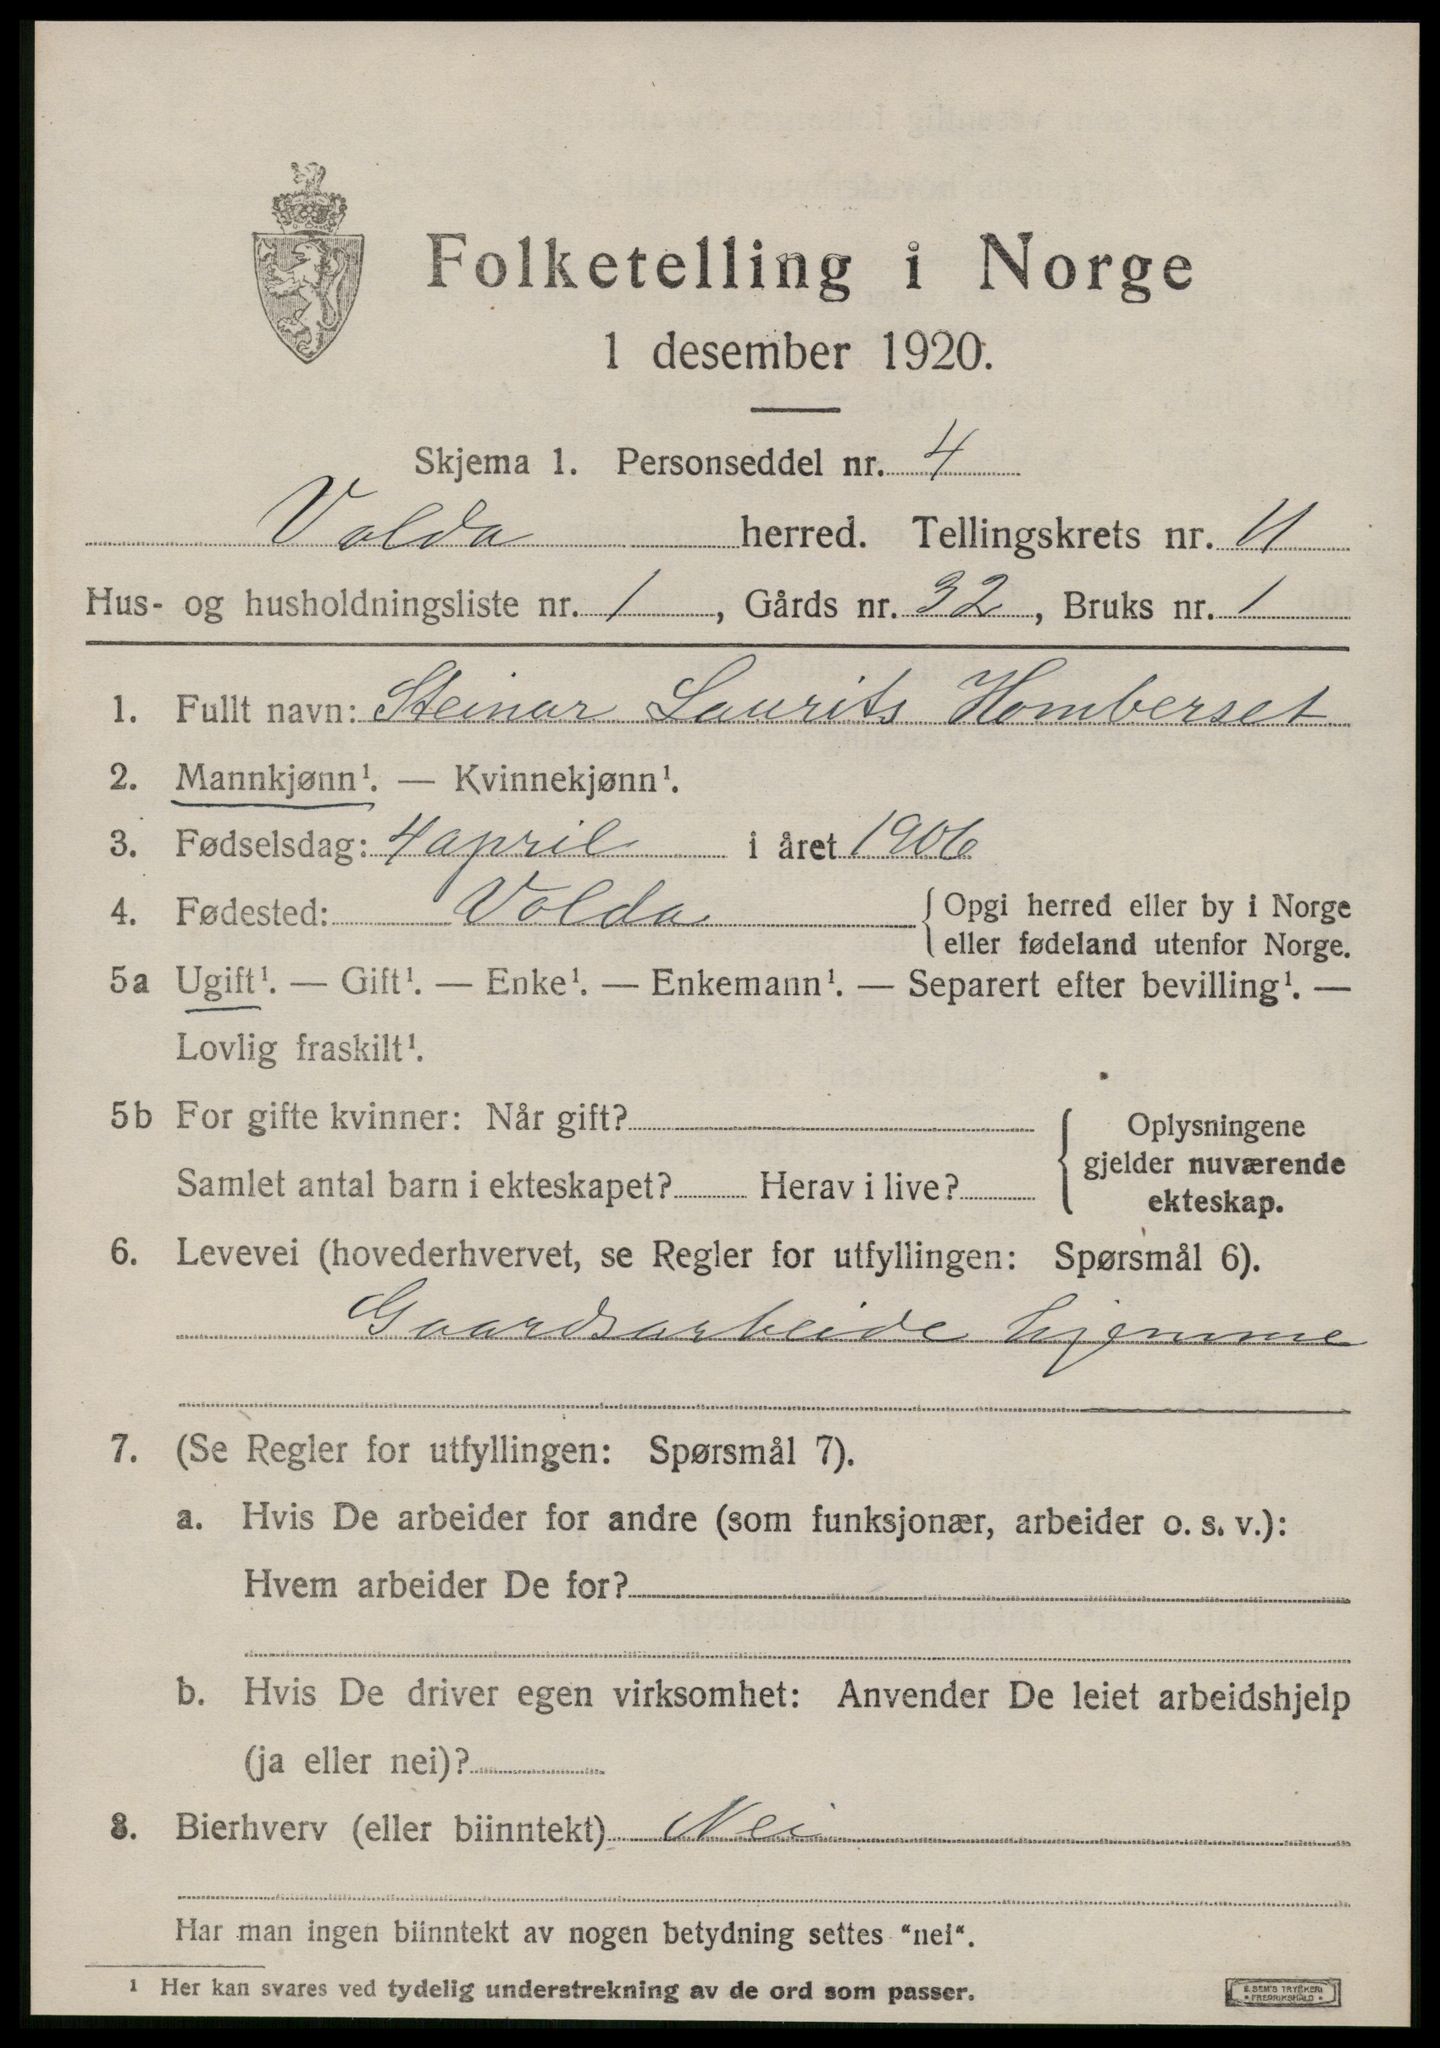 Folketelling i Norge
1 desember 1920.
Skjema 1. Personseddel nr. 4
Volda herred. Tellingskrets nr. 11
Hus- og husholdningsliste nr. 1, Gårds nr. 32, Bruks nr. 1
1. Fullt navn: Steinar Laurits Homberset
2. Mannkjønn¹. — Kvinnekjønn¹.
3. Fødselsdag: 4 april i året 1906
4. Fødested: Volda { Opgi herred eller by i Norge
eller fødeland utenfor Norge.
5a Ugift¹. — Gift¹. — Enke¹. — Enkemann¹. — Separert efter bevilling¹. —
Lovlig fraskilt¹.
5b For gifte kvinner: Når gift?
Samlet antal barn i ekteskapet? Herav i live?
{ Oplysningene
gjelder nuværende
ekteskap.
6. Levevei (hovederhvervet, se Regler for utfyllingen: Spørsmål 6).
Gaardsarbeide hjemme
7. (Se Regler for utfyllingen: Spørsmål 7).
a. Hvis De arbeider for andre (som funksjonær, arbeider o. s. v.):
Hvem arbeider De for?
b. Hvis De driver egen virksomhet: Anvender De leiet arbeidshjelp
(ja eller nei)?
8. Bierhverv (eller biinntekt) Nei
Har man ingen biinntekt av nogen betydning settes "nei".
¹ Her kan svares ved tydelig understrekning av de ord som passer.
E. SEM'S TRYKKERI
• FREDRIKSHALD •